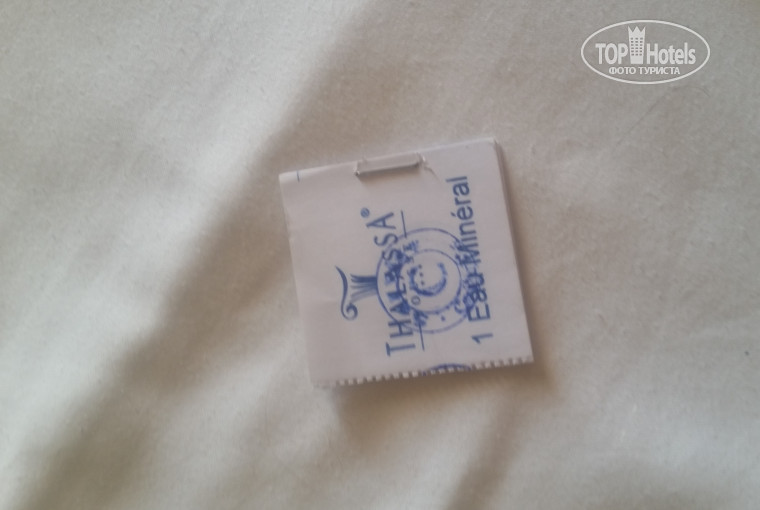 TOP Hotels
ФОТО ТУРИСТА
THALASSA®
1 Eau Minéral